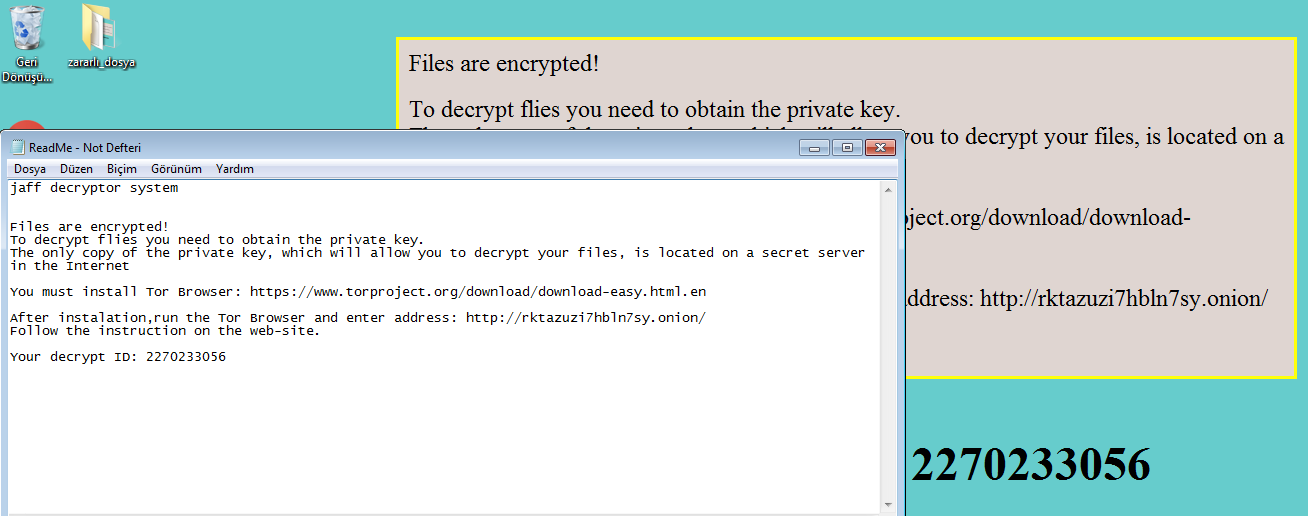 Geri
Dönüşü...
zararlı_dosya
Files are encrypted!
To decrypt flies you need to obtain the private key.
you to decrypt your files, is located on a
ject.org/download/download-
address: http://rktazuzi7hbln7sy.onion/
2270233056
ReadMe - Not Defteri
Dosya Düzen Biçim Görünüm Yardım
jaff decryptor system
Files are encrypted!
To decrypt flies you need to obtain the private key.
The only copy of the private key, which will allow you to decrypt your files, is located on a secret server
in the Internet
You must install Tor Browser: https://www.torproject.org/download/download-easy.html.en
After instalation,run the Tor Browser and enter address: http://rktazuzi7hbln7sy.onion/
Follow the instruction on the web-site.
Your decrypt ID: 2270233056